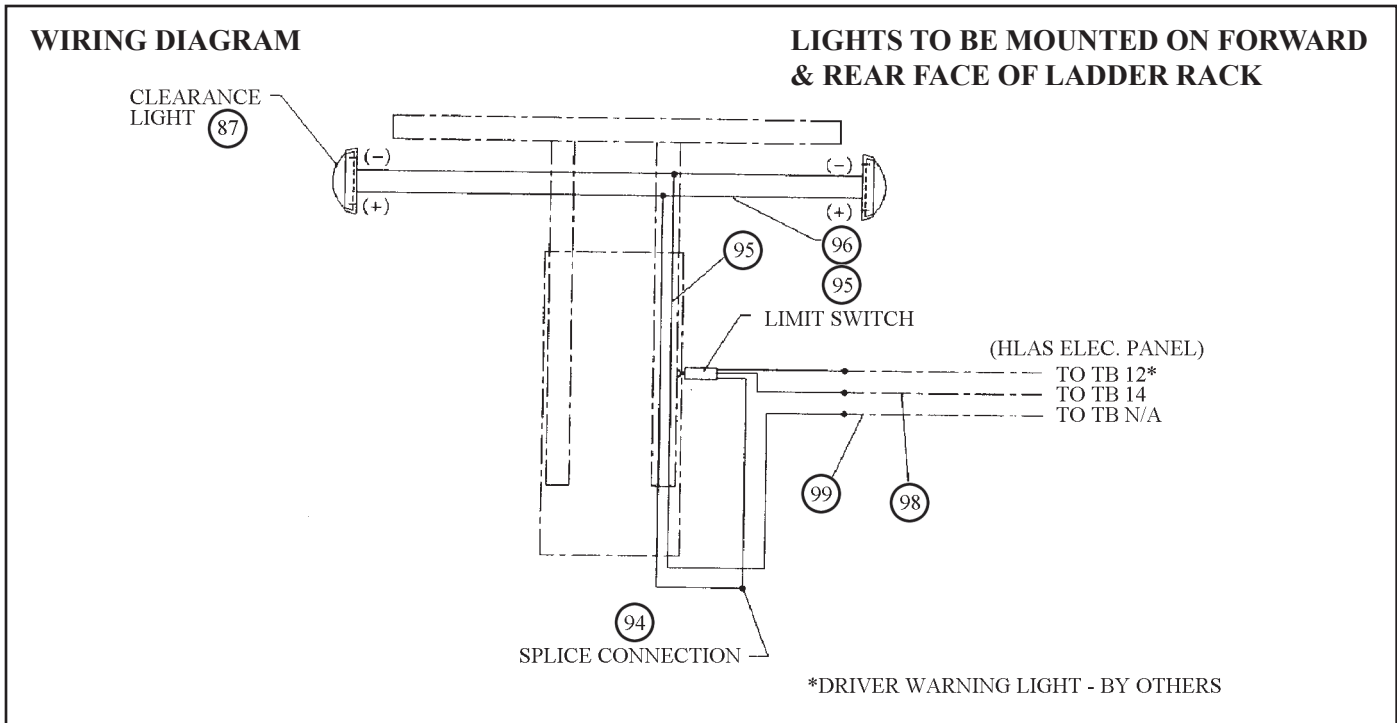 WIRING DIAGRAM
LIGHTS TO BE MOUNTED ON FORWARD
& REAR FACE OF LADDER RACK
CLEARANCE
LIGHT 87
(-)
(+)
(-)
(+)
95
96
95
LIMIT SWITCH
(HLAS ELEC. PANEL)
TO TB 12*
TO TB 14
TO TB N/A
99
98
94
SPLICE CONNECTION
*DRIVER WARNING LIGHT - BY OTHERS